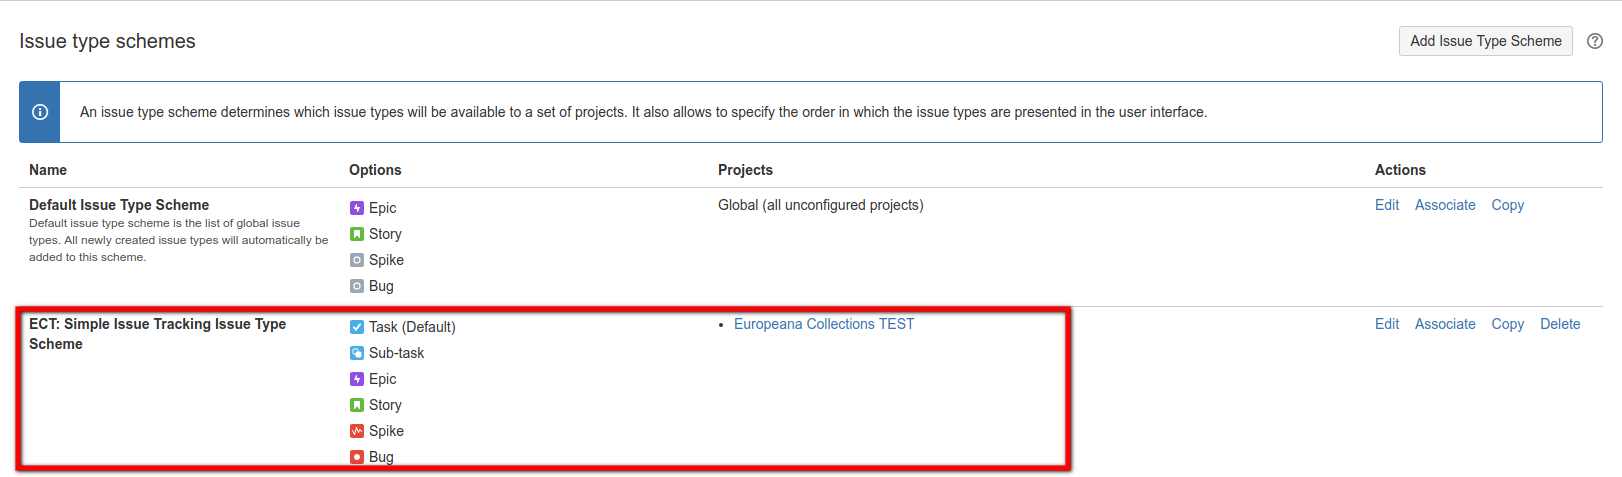 Issue type schemes
Add Issue Type Scheme
An issue type scheme determines which issue types will be available to a set of projects. It also allows to specify the order in which the issue types are presented in the user interface.
Name Options Projects Actions
Default Issue Type Scheme
Default issue type scheme is the list of global issue
types. All newly created issue types will automatically be
added to this scheme.
Epic
Story
Spike
Bug
Global (all unconfigured projects)
Edit Associate Copy
ECT: Simple Issue Tracking Issue Type
Scheme
Task (Default)
Sub-task
Epic
Story
Spike
Bug
Europeana Collections TEST
Edit Associate Copy Delete